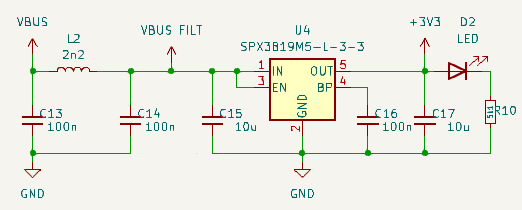 VBUS
L2
2n2
VBUS FILT
U4
SPX3819M5-L-3-3
+3V3
D2
LED
1
IN
OUT
5
3
EN
BP
4
GND
2
C13
100n
C14
100n
C15
10u
C16
100n
C17
10u
5k1
R10
GND
GND